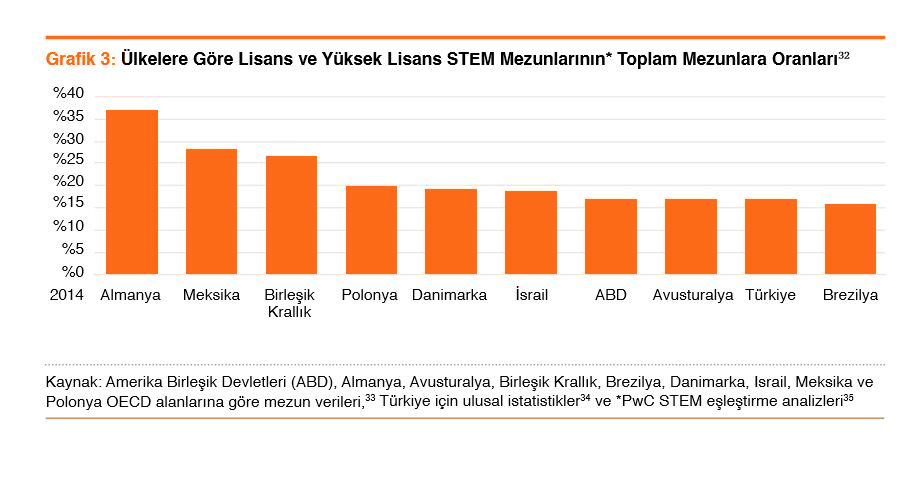 Grafik 3: Ülkelere Göre Lisans ve Yüksek Lisans STEM Mezunlarının* Toplam Mezunlara Oranları³²
%40
%35
%30
%25
%20
%15
%10
%5
%0
2014 Almanya Meksika Birleşik Krallık Polonya Danimarka İsrail ABD Avusturalya Türkiye Brezilya
Kaynak: Amerika Birleşik Devletleri (ABD), Almanya, Avusturalya, Birleşik Krallık, Brezilya, Danimarka, Israil, Meksika ve
Polonya OECD alanlarına göre mezun verileri,³³ Türkiye için ulusal istatistikler³⁴ ve *PwC STEM eşleştirme analizleri³⁵